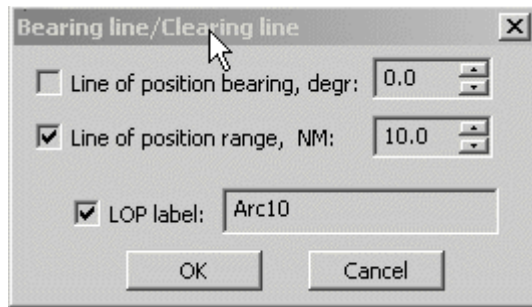 Bearing line/Clearing line
Line of position bearing, degr: 0.0
Line of position range, NM: 10.0
LOP label: Arc10
OK Cancel